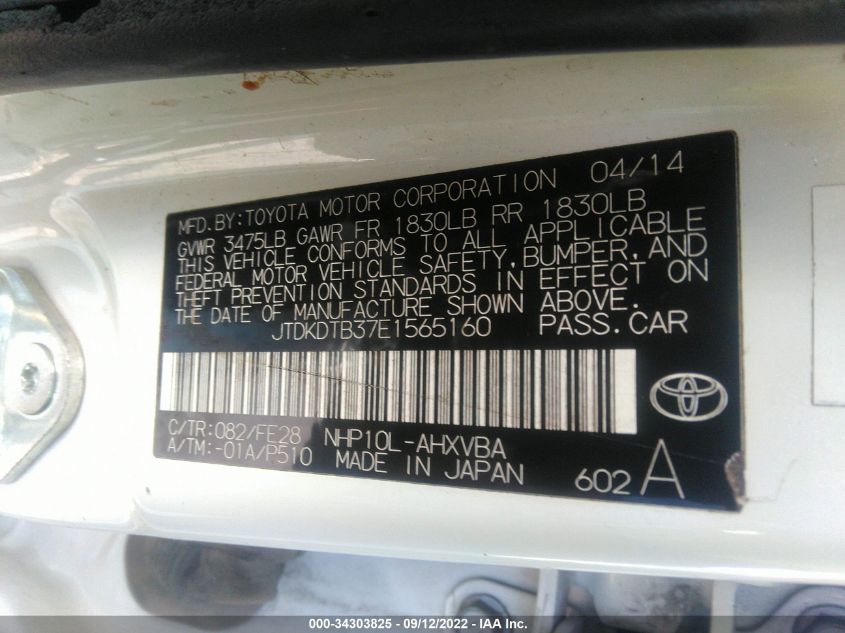 MFD. BY: TOYOTA MOTOR CORPORATION 04/14
GVWR 3475LB GAWR FR 1830LB RR 1830LB
THIS VEHICLE CONFORMS TO ALL APPLICABLE
FEDERAL MOTOR VEHICLE SAFETY, BUMPER, AND
THEFT PREVENTION STANDARDS IN EFFECT ON
THE DATE OF MANUFACTURE SHOWN ABOVE.
JTDKDTB37E1565160 PASS. CAR
C/TR: 082/FE28 NHP10L-AHXVBA
A/TM: -01A/P510 MADE IN JAPAN
602 A
000-34303825 - 09/12/2022 - IAA Inc.